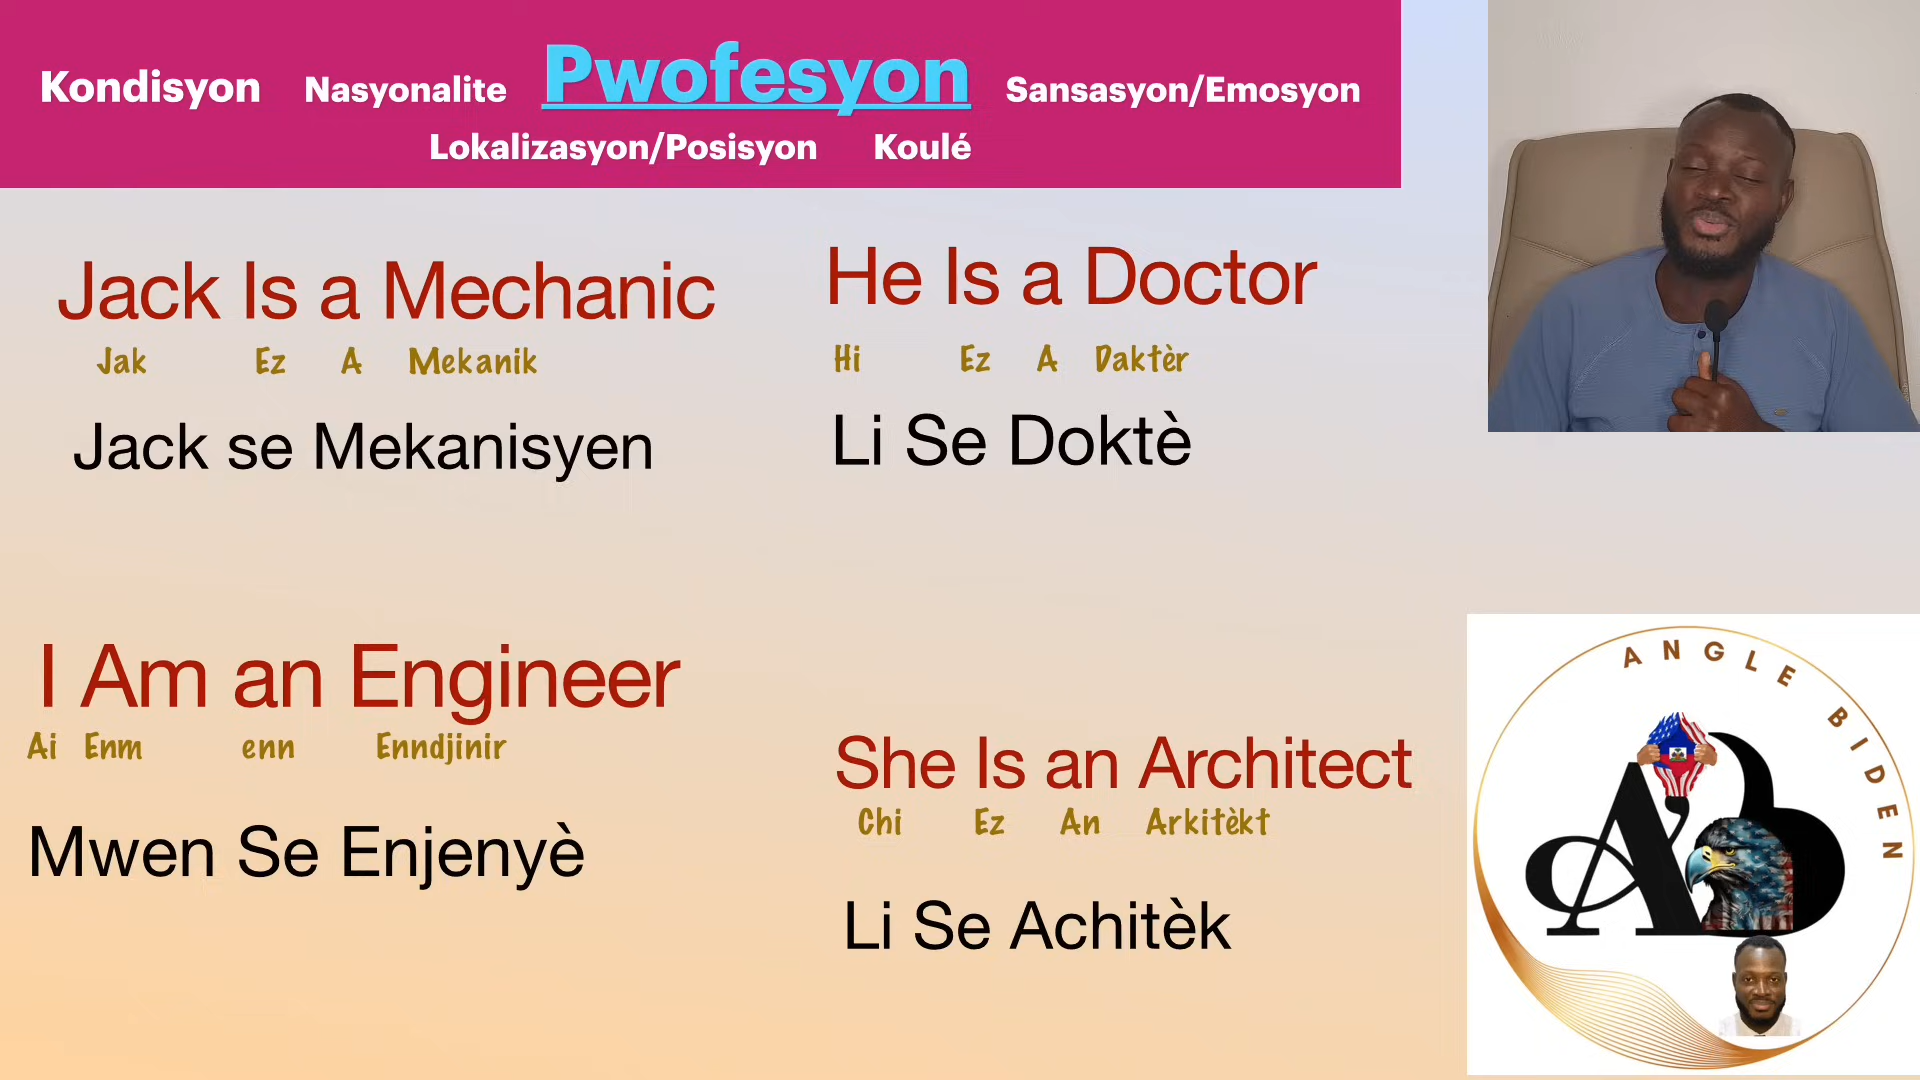 Kondisyon Nasyonalite Pwofesyon Sansasyon/Emosyon
Lokalizasyon/Posisyon Koulé
Jack Is a Mechanic
Jak Ez A Mekanik
Jack se Mekanisyen
He Is a Doctor
Hi Ez A Daktèr
Li Se Doktè
I Am an Engineer
Ai Enm enn Enndjinir
Mwen Se Enjenyè
She Is an Architect
Chi Ez An Arkitèkt
Li Se Achitèk
ANGLE BIDEN
AB